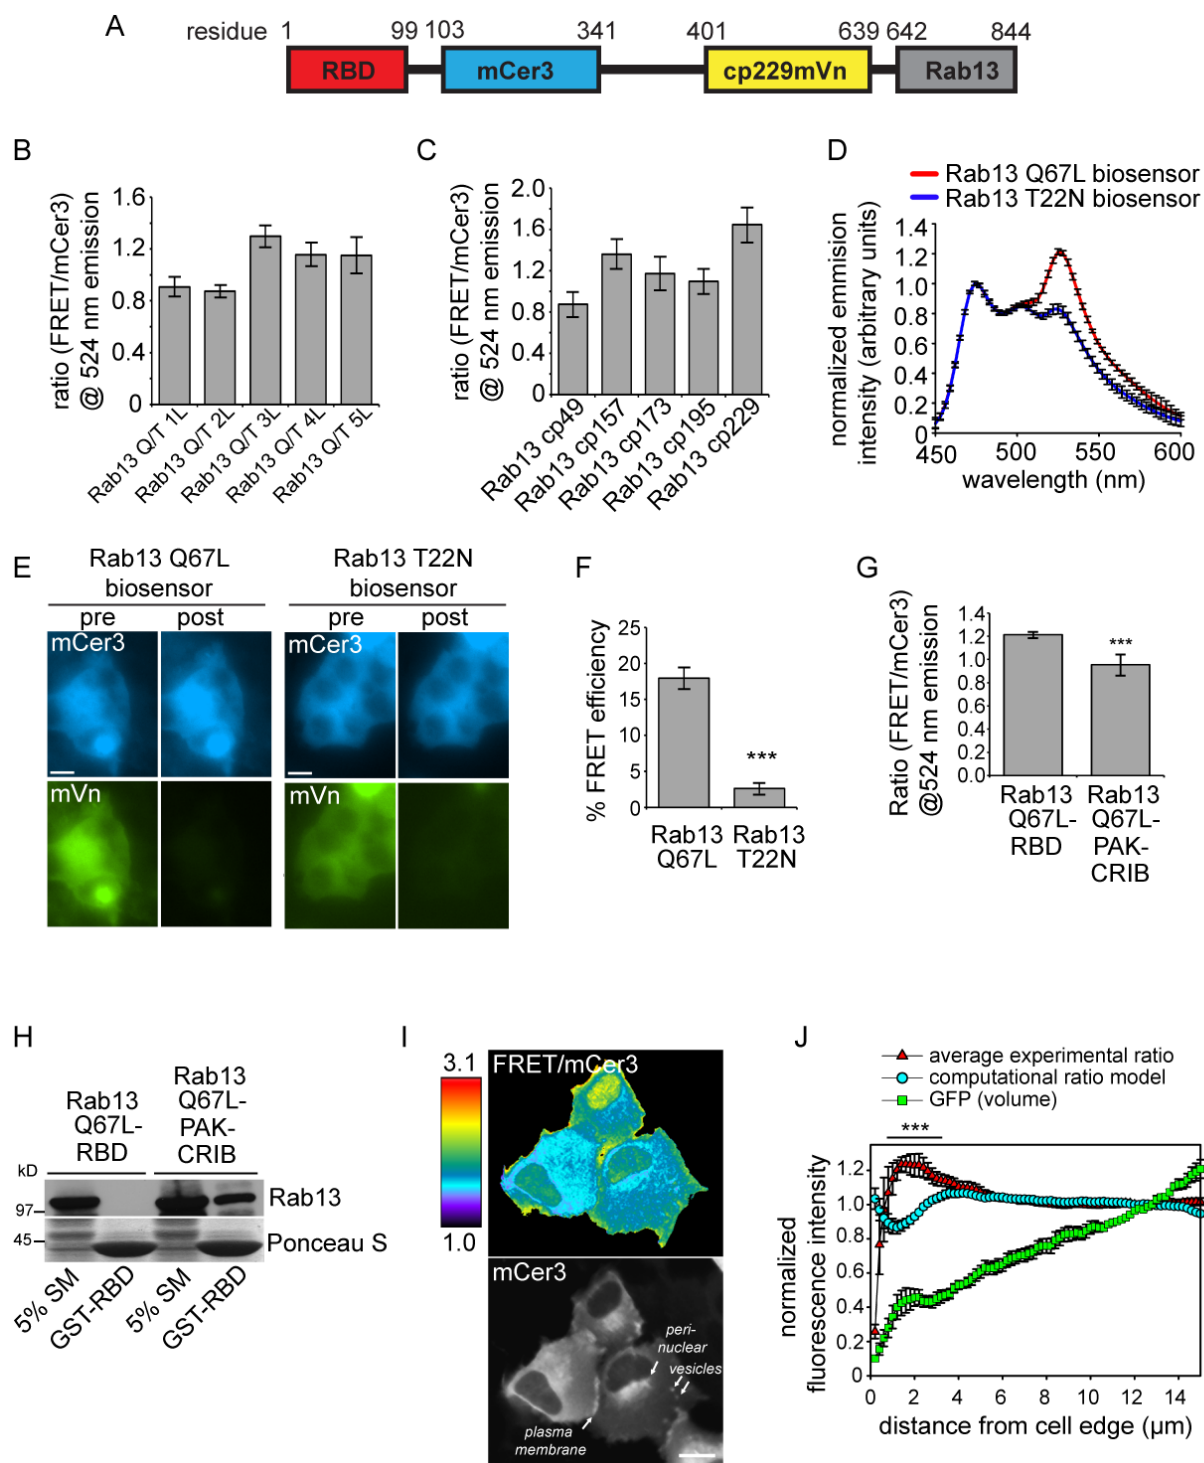 A
residue 1 99 103 341 401 639 642 844
RBD mCer3 cp229mVn Rab13
B
ratio (FRET/mCer3)
@ 524 nm emission
1.6
1.2
0.8
0.4
0
Rab13 Q/T 1L
Rab13 Q/T 2L
Rab13 Q/T 3L
Rab13 Q/T 4L
Rab13 Q/T 5L
C
ratio (FRET/mCer3)
@ 524 nm emission
2.0
1.6
1.2
0.8
0.4
0
Rab13 cp49
Rab13 cp157
Rab13 cp173
Rab13 cp195
Rab13 cp229
D
Rab13 Q67L biosensor
Rab13 T22N biosensor
normalized emmision
intensity (arbitrary units)
1.4
1.2
1.0
0.8
0.6
0.4
0.2
0
450 500 550 600
wavelength (nm)
E
Rab13 Q67L
biosensor
pre post
Rab13 T22N
biosensor
pre post
mCer3
mCer3
mVn
mVn
F
% FRET efficiency
25
20
15
10
5
0
***
Rab13
Q67L
Rab13
T22N
G
Ratio (FRET/mCer3)
@524 nm emission
1.4
1.2
1.0
0.8
0.6
0.4
0.2
0.0
***
Rab13
Q67L-
RBD
Rab13
Q67L-
PAK-
CRIB
H
Rab13
Q67L-
RBD
Rab13
Q67L-
PAK-
CRIB
kD
97
45
Rab13
Ponceau S
5% SM
GST-RBD
5% SM
GST-RBD
I
3.1
1.0
FRET/mCer3
mCer3
peri-
nuclear
vesicles
plasma
membrane
J
average experimental ratio
computational ratio model
GFP (volume)
***
normalized
fluorescence intensity
1.2
1.0
0.8
0.6
0.4
0.2
0
0 2 4 6 8 10 12 14
distance from cell edge (µm)